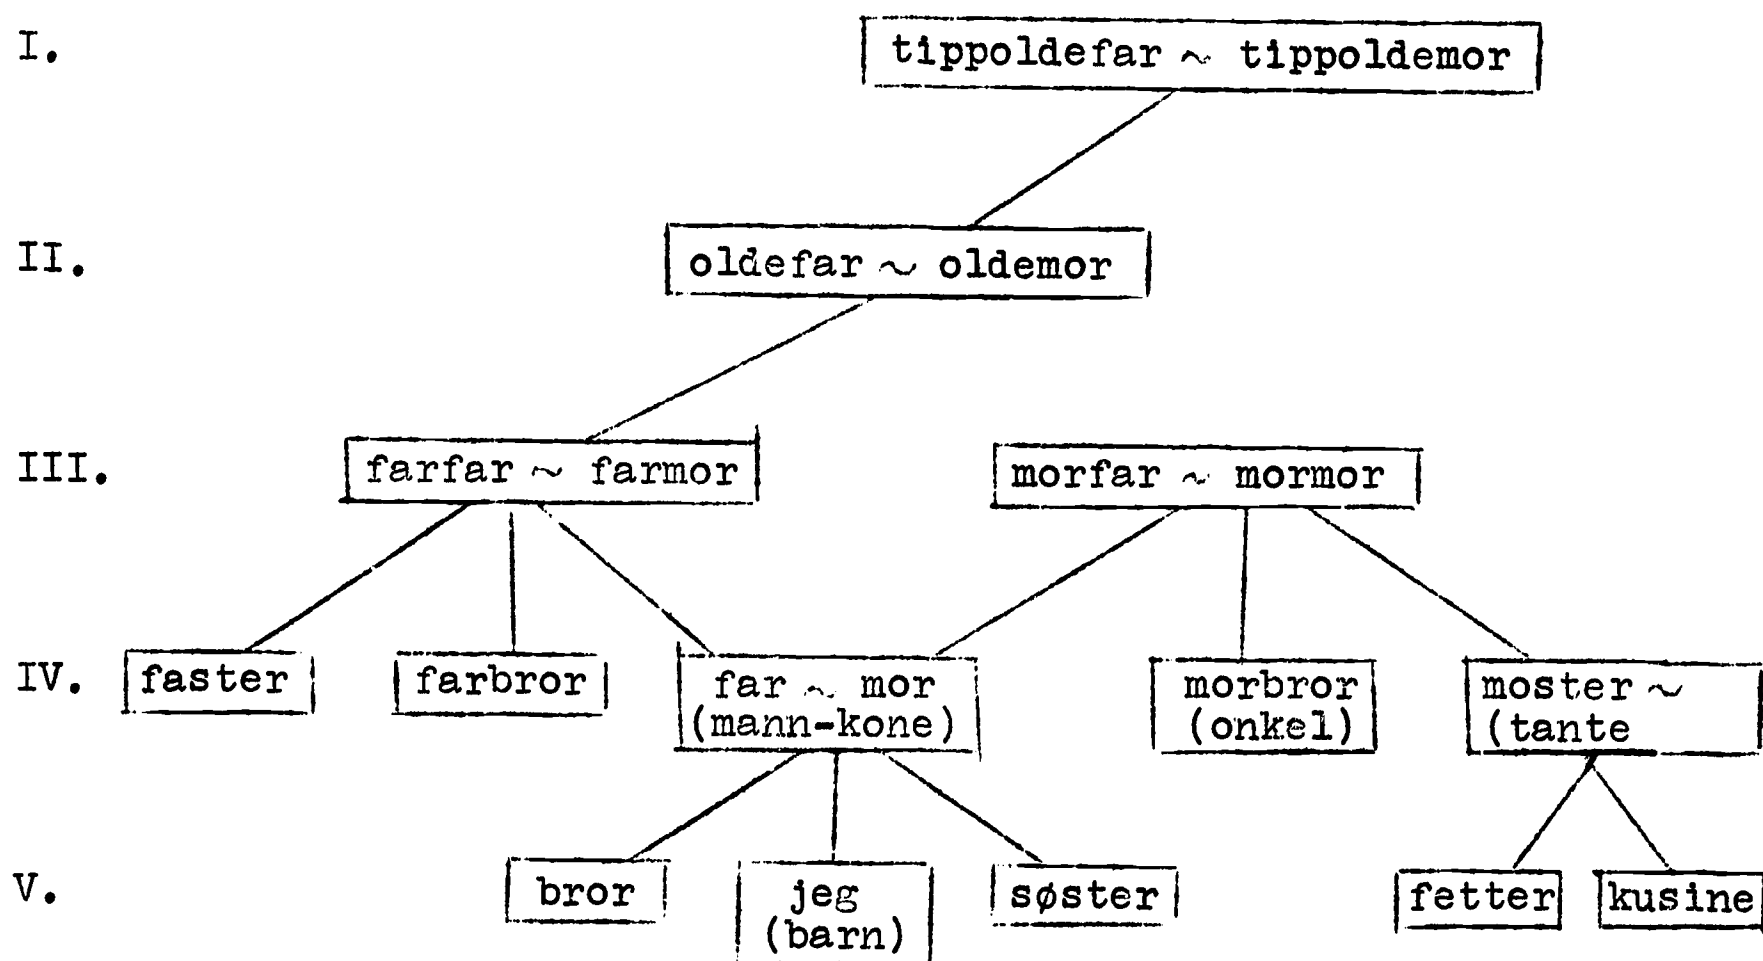 I. tippoldefar ~ tippoldemor
II. oldefar ~ oldemor
III. farfar ~ farmor morfar ~ mormor
IV. faster farbror far ~ mor morbror moster ~
(mann-kone) (onkel) (tante
V. bror jeg søster fetter kusine
(barn)